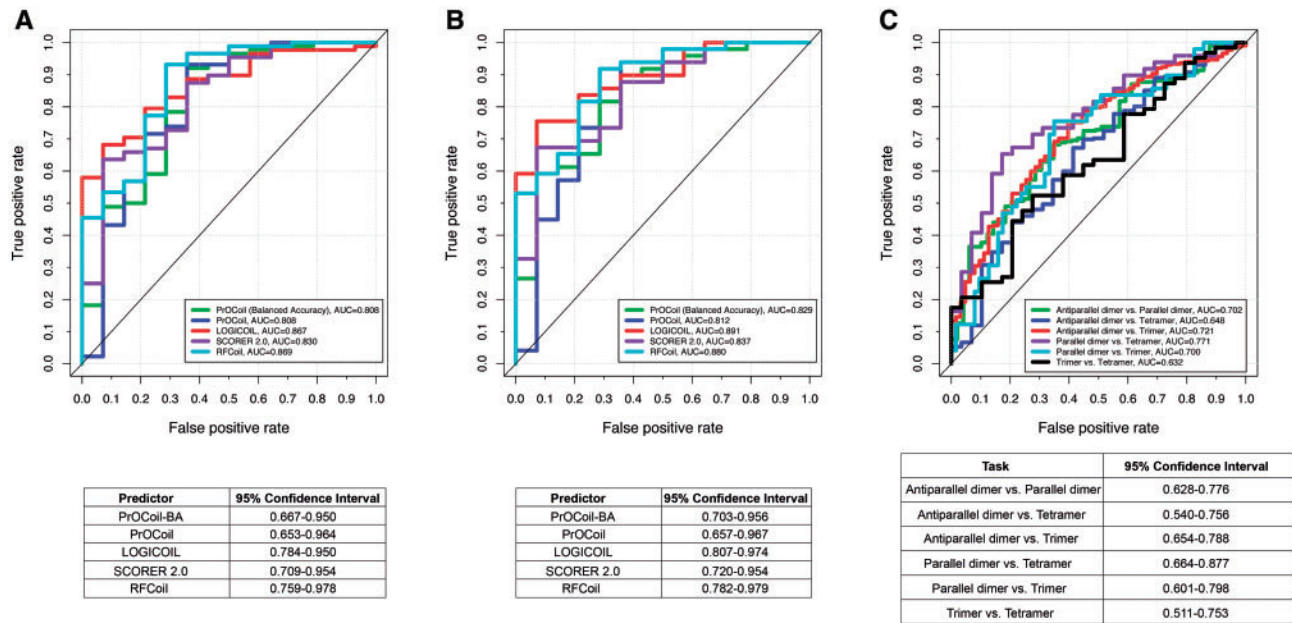 A
True positive rate
1.0
0.9
0.8
0.7
0.6
0.5
0.4
0.3
0.2
0.1
0.0
PrOCoil (Balanced Accuracy), AUC=0.808
PrOCoil, AUC=0.808
LOGICOIL, AUC=0.867
SCORER 2.0, AUC=0.830
RFCoil, AUC=0.869
0.0 0.1 0.2 0.3 0.4 0.5 0.6 0.7 0.8 0.9 1.0
False positive rate
Predictor 95% Confidence Interval
PrOCoil-BA 0.667-0.950
PrOCoil 0.653-0.964
LOGICOIL 0.784-0.950
SCORER 2.0 0.709-0.954
RFCoil 0.759-0.978
B
True positive rate
1.0
0.9
0.8
0.7
0.6
0.5
0.4
0.3
0.2
0.1
0.0
PrOCoil (Balanced Accuracy), AUC=0.829
PrOCoil, AUC=0.812
LOGICOIL, AUC=0.891
SCORER 2.0, AUC=0.837
RFCoil, AUC=0.880
0.0 0.1 0.2 0.3 0.4 0.5 0.6 0.7 0.8 0.9 1.0
False positive rate
Predictor 95% Confidence Interval
PrOCoil-BA 0.703-0.956
PrOCoil 0.657-0.967
LOGICOIL 0.807-0.974
SCORER 2.0 0.720-0.954
RFCoil 0.782-0.979
C
True positive rate
1.0
0.9
0.8
0.7
0.6
0.5
0.4
0.3
0.2
0.1
0.0
Antiparallel dimer vs. Parallel dimer, AUC=0.702
Antiparallel dimer vs. Tetramer, AUC=0.648
Antiparallel dimer vs. Trimer, AUC=0.721
Parallel dimer vs. Tetramer, AUC=0.771
Parallel dimer vs. Trimer, AUC=0.700
Trimer vs. Tetramer, AUC=0.632
0.0 0.1 0.2 0.3 0.4 0.5 0.6 0.7 0.8 0.9 1.0
False positive rate
Task 95% Confidence Interval
Antiparallel dimer vs. Parallel dimer 0.628-0.776
Antiparallel dimer vs. Tetramer 0.540-0.756
Antiparallel dimer vs. Trimer 0.654-0.788
Parallel dimer vs. Tetramer 0.664-0.877
Parallel dimer vs. Trimer 0.601-0.798
Trimer vs. Tetramer 0.511-0.753